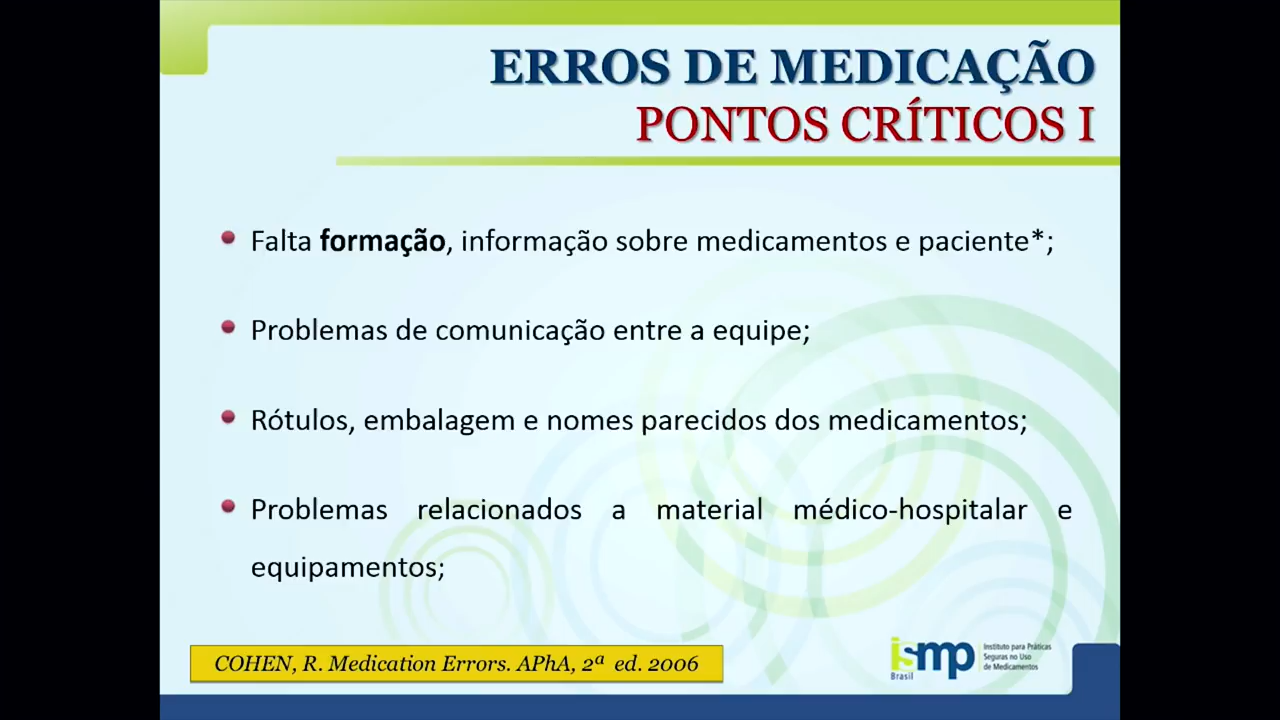 ERROS DE MEDICAÇÃO
PONTOS CRÍTICOS I
Falta formação, informação sobre medicamentos e paciente*;
Problemas de comunicação entre a equipe;
Rótulos, embalagem e nomes parecidos dos medicamentos;
Problemas relacionados a material médico-hospitalar e
equipamentos;
COHEN, R. Medication Errors. APhA, 2ª ed. 2006
ismp
Brasil
Instituto para Práticas
Seguras no Uso
de Medicamentos